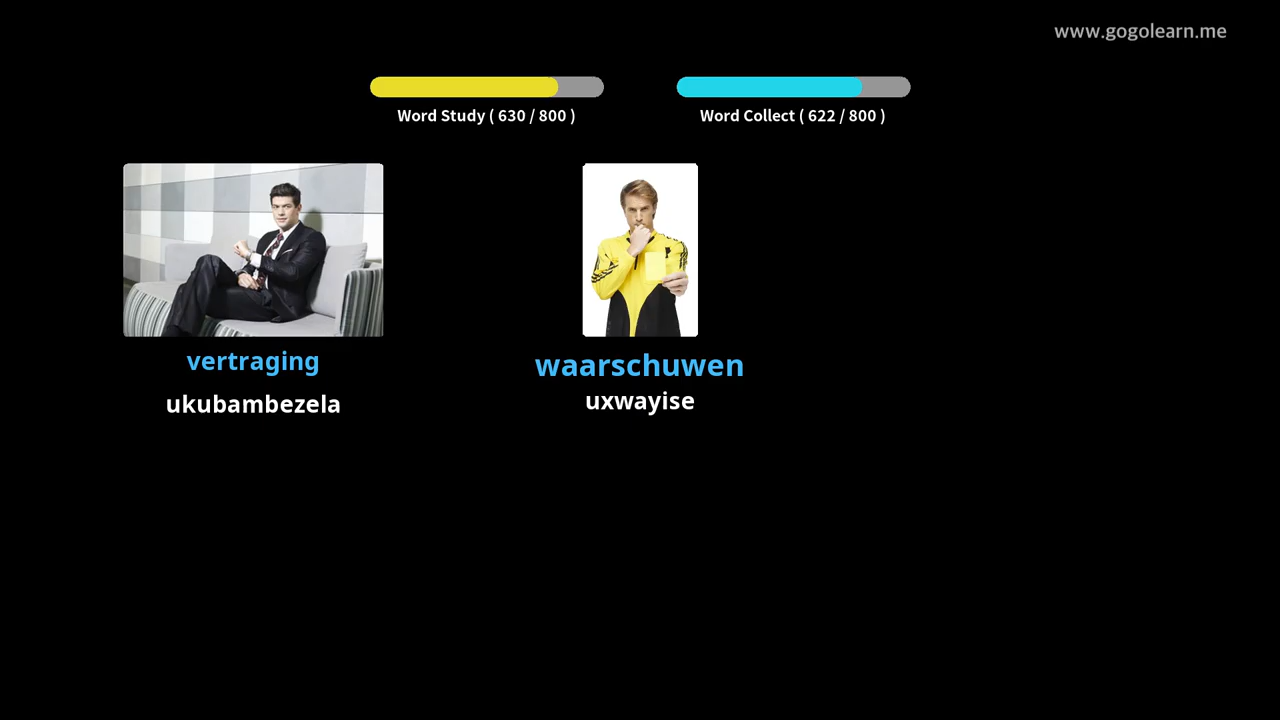 www.gogolearn.me
Word Study ( 630 / 800 )
Word Collect ( 622 / 800 )
vertraging
ukubambezela
waarschuwen
uxwayise